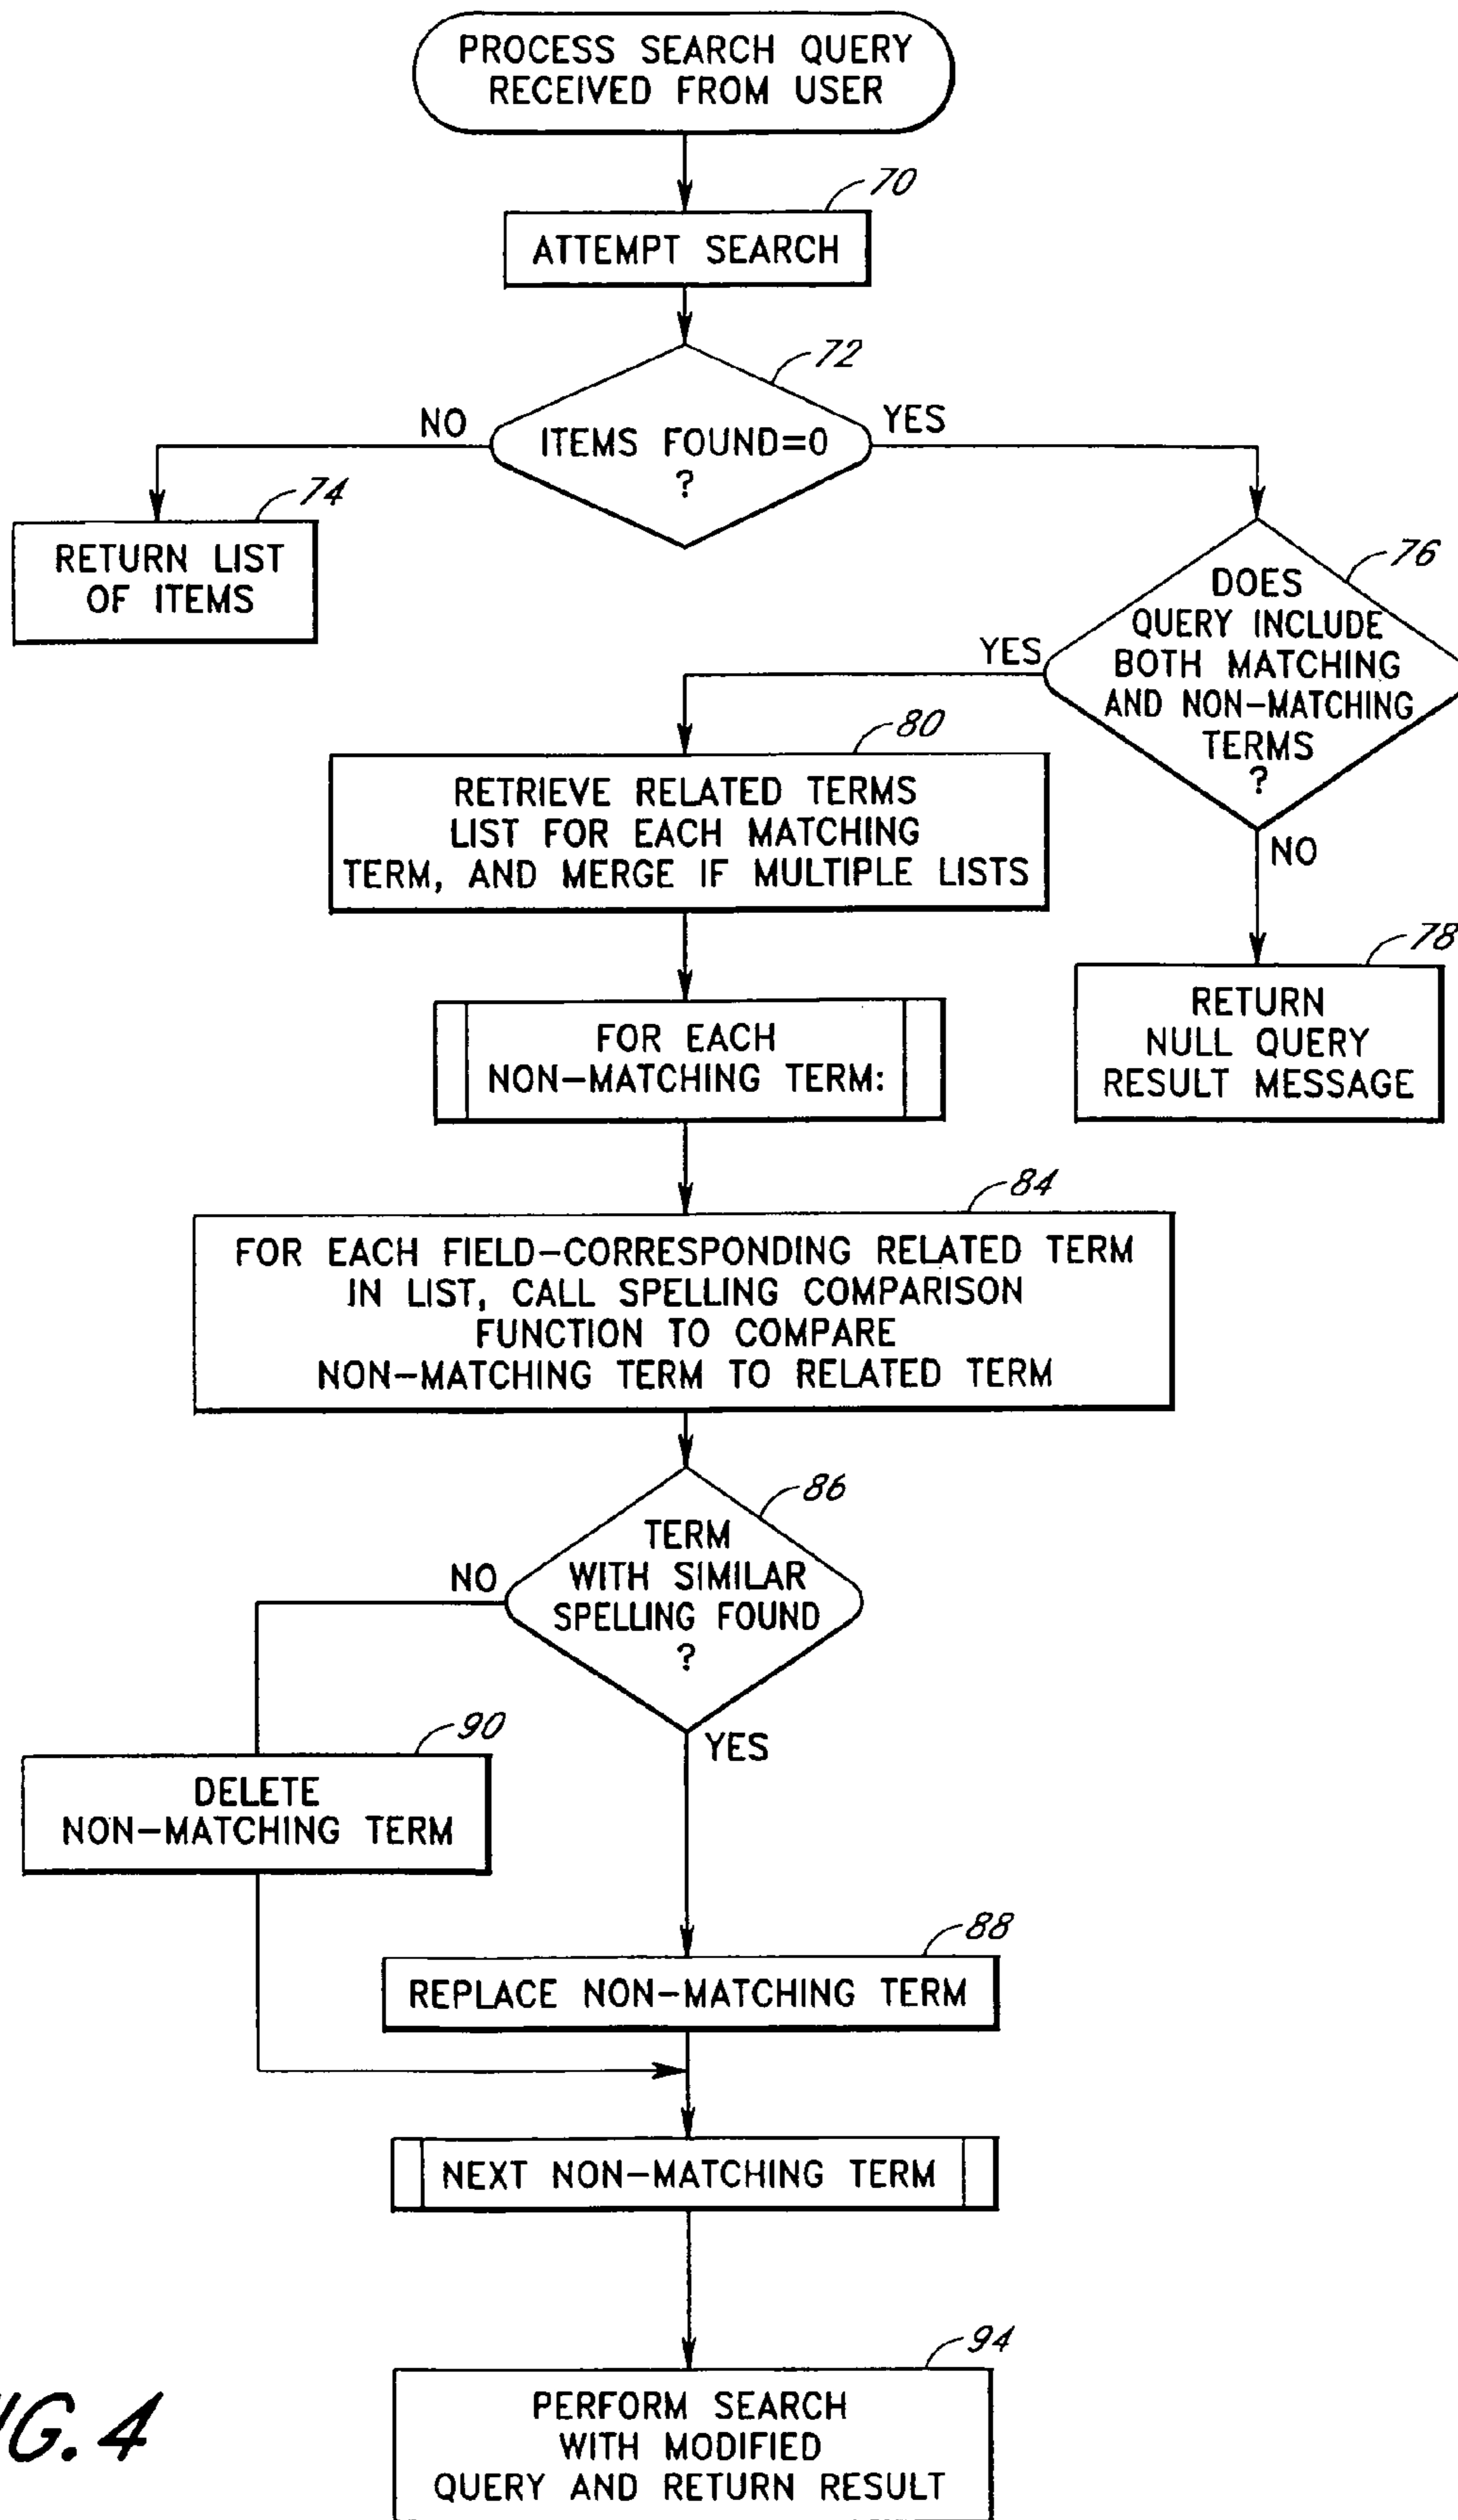 PROCESS SEARCH QUERY
RECEIVED FROM USER
70
ATTEMPT SEARCH
72
NO
ITEMS FOUND=0
?
YES
74
RETURN LIST
OF ITEMS
76
DOES
QUERY INCLUDE
BOTH MATCHING
AND NON-MATCHING
TERMS
?
YES
NO
80
RETRIEVE RELATED TERMS
LIST FOR EACH MATCHING
TERM, AND MERGE IF MULTIPLE LISTS
78
RETURN
NULL QUERY
RESULT MESSAGE
FOR EACH
NON-MATCHING TERM:
84
FOR EACH FIELD-CORRESPONDING RELATED TERM
IN LIST, CALL SPELLING COMPARISON
FUNCTION TO COMPARE
NON-MATCHING TERM TO RELATED TERM
86
TERM
WITH SIMILAR
SPELLING FOUND
?
NO
YES
90
DELETE
NON-MATCHING TERM
88
REPLACE NON-MATCHING TERM
NEXT NON-MATCHING TERM
94
PERFORM SEARCH
WITH MODIFIED
QUERY AND RETURN RESULT
G. 4